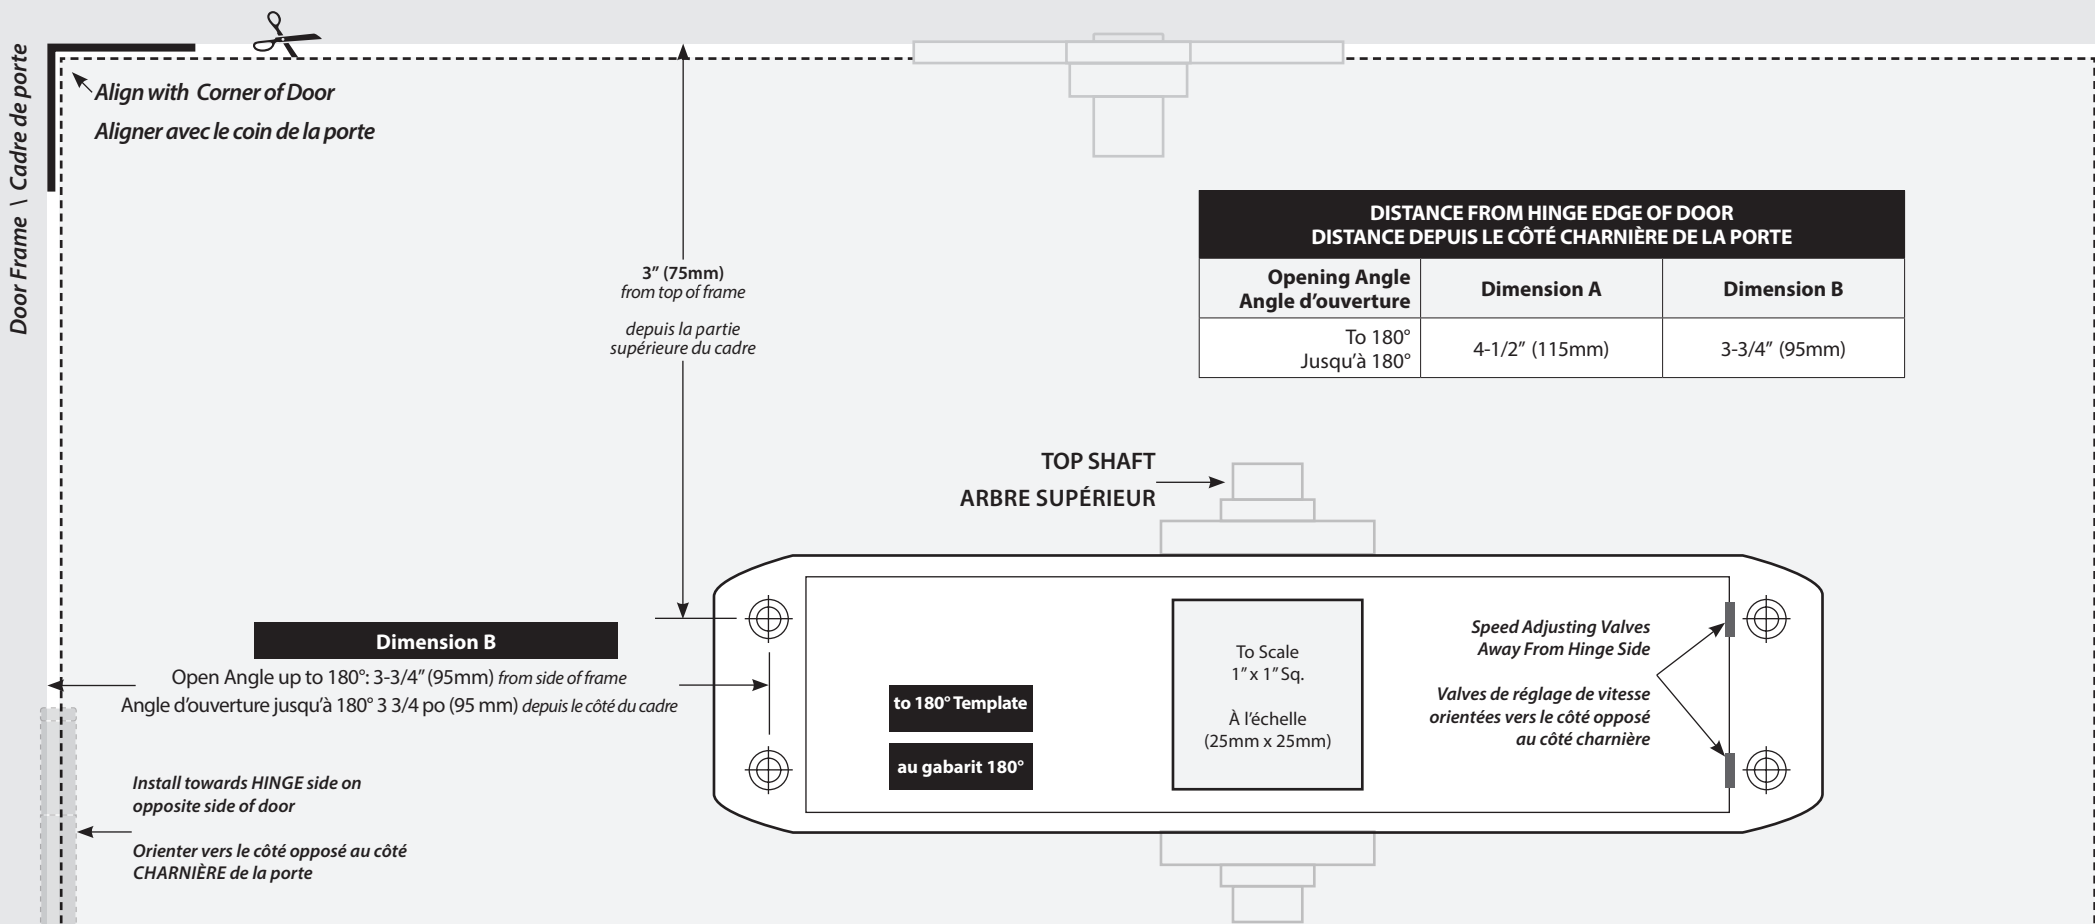 Door Frame \ Cadre de porte
Align with Corner of Door
Aligner avec le coin de la porte
3” (75mm)
from top of frame
depuis la partie
supérieure du cadre
DISTANCE FROM HINGE EDGE OF DOOR
DISTANCE DEPUIS LE CÔTÉ CHARNIÈRE DE LA PORTE
Opening Angle
Angle d’ouverture
Dimension A
Dimension B
To 180°
Jusqu’à 180°
4-1/2” (115mm)
3-3/4” (95mm)
TOP SHAFT
ARBRE SUPÉRIEUR
Dimension B
Open Angle up to 180°: 3-3/4” (95mm) from side of frame
Angle d’ouverture jusqu’à 180° 3 3/4 po (95 mm) depuis le côté du cadre
Install towards HINGE side on
opposite side of door
Orienter vers le côté opposé au côté
CHARNIÈRE de la porte
to 180° Template
au gabarit 180°
To Scale
1” x 1” Sq.
À l’échelle
(25mm x 25mm)
Speed Adjusting Valves
Away From Hinge Side
Valves de réglage de vitesse
orientées vers le côté opposé
au côté charnière